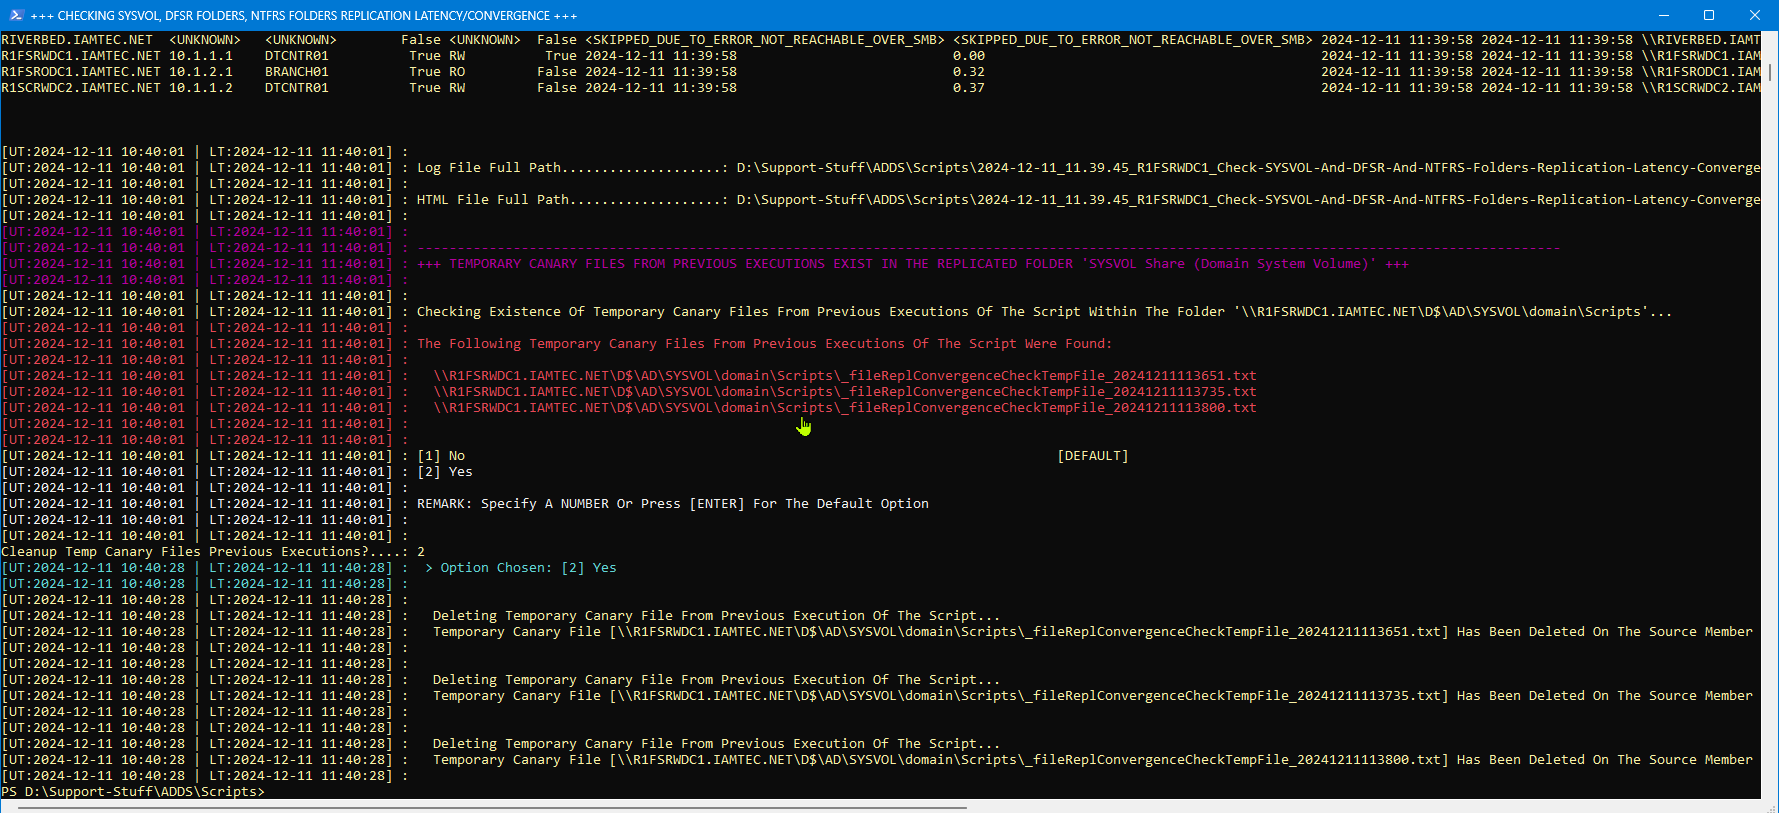 +++ CHECKING SYSVOL, DFSR FOLDERS, NTFRS FOLDERS REPLICATION LATENCY/CONVERGENCE +++
RIVERBED.IAMTEC.NET <UNKNOWN> <UNKNOWN> False <UNKNOWN> False <SKIPPED_DUE_TO_ERROR_NOT_REACHABLE_OVER_SMB> <SKIPPED_DUE_TO_ERROR_NOT_REACHABLE_OVER_SMB> 2024-12-11 11:39:58 2024-12-11 11:39:58 \\RIVERBED.IAMT
R1FSRWDC1.IAMTEC.NET 10.1.1.1 DTCNTR01 True RW True 2024-12-11 11:39:58 0.00 2024-12-11 11:39:58 2024-12-11 11:39:58 \\R1FSRWDC1.IAM
R1FSRODC1.IAMTEC.NET 10.1.2.1 BRANCH01 True RO False 2024-12-11 11:39:58 0.32 2024-12-11 11:39:58 2024-12-11 11:39:58 \\R1FSRODC1.IAM
R1SCRWDC2.IAMTEC.NET 10.1.1.2 DTCNTR01 True RW False 2024-12-11 11:39:58 0.37 2024-12-11 11:39:58 2024-12-11 11:39:58 \\R1SCRWDC2.IAM
[UT:2024-12-11 10:40:01 | LT:2024-12-11 11:40:01] :
[UT:2024-12-11 10:40:01 | LT:2024-12-11 11:40:01] : Log File Full Path....................: D:\Support-Stuff\ADDS\Scripts\2024-12-11_11.39.45_R1FSRWDC1_Check-SYSVOL-And-DFSR-And-NTFRS-Folders-Replication-Latency-Converge
[UT:2024-12-11 10:40:01 | LT:2024-12-11 11:40:01] :
[UT:2024-12-11 10:40:01 | LT:2024-12-11 11:40:01] : HTML File Full Path...................: D:\Support-Stuff\ADDS\Scripts\2024-12-11_11.39.45_R1FSRWDC1_Check-SYSVOL-And-DFSR-And-NTFRS-Folders-Replication-Latency-Converge
[UT:2024-12-11 10:40:01 | LT:2024-12-11 11:40:01] :
[UT:2024-12-11 10:40:01 | LT:2024-12-11 11:40:01] :
[UT:2024-12-11 10:40:01 | LT:2024-12-11 11:40:01] : -----------------------------------------------------------------------------------------------------------------------------------------------
[UT:2024-12-11 10:40:01 | LT:2024-12-11 11:40:01] : +++ TEMPORARY CANARY FILES FROM PREVIOUS EXECUTIONS EXIST IN THE REPLICATED FOLDER 'SYSVOL Share (Domain System Volume)' +++
[UT:2024-12-11 10:40:01 | LT:2024-12-11 11:40:01] :
[UT:2024-12-11 10:40:01 | LT:2024-12-11 11:40:01] :
[UT:2024-12-11 10:40:01 | LT:2024-12-11 11:40:01] : Checking Existence Of Temporary Canary Files From Previous Executions Of The Script Within The Folder '\\R1FSRWDC1.IAMTEC.NET\D$\AD\SYSVOL\domain\Scripts'...
[UT:2024-12-11 10:40:01 | LT:2024-12-11 11:40:01] :
[UT:2024-12-11 10:40:01 | LT:2024-12-11 11:40:01] : The Following Temporary Canary Files From Previous Executions Of The Script Were Found:
[UT:2024-12-11 10:40:01 | LT:2024-12-11 11:40:01] :
[UT:2024-12-11 10:40:01 | LT:2024-12-11 11:40:01] : \\R1FSRWDC1.IAMTEC.NET\D$\AD\SYSVOL\domain\Scripts\_fileReplConvergenceCheckTempFile_20241211113651.txt
[UT:2024-12-11 10:40:01 | LT:2024-12-11 11:40:01] : \\R1FSRWDC1.IAMTEC.NET\D$\AD\SYSVOL\domain\Scripts\_fileReplConvergenceCheckTempFile_20241211113735.txt
[UT:2024-12-11 10:40:01 | LT:2024-12-11 11:40:01] : \\R1FSRWDC1.IAMTEC.NET\D$\AD\SYSVOL\domain\Scripts\_fileReplConvergenceCheckTempFile_20241211113800.txt
[UT:2024-12-11 10:40:01 | LT:2024-12-11 11:40:01] :
[UT:2024-12-11 10:40:01 | LT:2024-12-11 11:40:01] :
[UT:2024-12-11 10:40:01 | LT:2024-12-11 11:40:01] : [1] No [DEFAULT]
[UT:2024-12-11 10:40:01 | LT:2024-12-11 11:40:01] : [2] Yes
[UT:2024-12-11 10:40:01 | LT:2024-12-11 11:40:01] :
[UT:2024-12-11 10:40:01 | LT:2024-12-11 11:40:01] : REMARK: Specify A NUMBER Or Press [ENTER] For The Default Option
[UT:2024-12-11 10:40:01 | LT:2024-12-11 11:40:01] :
[UT:2024-12-11 10:40:01 | LT:2024-12-11 11:40:01] :
Cleanup Temp Canary Files Previous Executions?....: 2
[UT:2024-12-11 10:40:28 | LT:2024-12-11 11:40:28] : > Option Chosen: [2] Yes
[UT:2024-12-11 10:40:28 | LT:2024-12-11 11:40:28] :
[UT:2024-12-11 10:40:28 | LT:2024-12-11 11:40:28] :
[UT:2024-12-11 10:40:28 | LT:2024-12-11 11:40:28] : Deleting Temporary Canary File From Previous Execution Of The Script...
[UT:2024-12-11 10:40:28 | LT:2024-12-11 11:40:28] : Temporary Canary File [\\R1FSRWDC1.IAMTEC.NET\D$\AD\SYSVOL\domain\Scripts\_fileReplConvergenceCheckTempFile_20241211113651.txt] Has Been Deleted On The Source Member
[UT:2024-12-11 10:40:28 | LT:2024-12-11 11:40:28] :
[UT:2024-12-11 10:40:28 | LT:2024-12-11 11:40:28] :
[UT:2024-12-11 10:40:28 | LT:2024-12-11 11:40:28] : Deleting Temporary Canary File From Previous Execution Of The Script...
[UT:2024-12-11 10:40:28 | LT:2024-12-11 11:40:28] : Temporary Canary File [\\R1FSRWDC1.IAMTEC.NET\D$\AD\SYSVOL\domain\Scripts\_fileReplConvergenceCheckTempFile_20241211113735.txt] Has Been Deleted On The Source Member
[UT:2024-12-11 10:40:28 | LT:2024-12-11 11:40:28] :
[UT:2024-12-11 10:40:28 | LT:2024-12-11 11:40:28] :
[UT:2024-12-11 10:40:28 | LT:2024-12-11 11:40:28] : Deleting Temporary Canary File From Previous Execution Of The Script...
[UT:2024-12-11 10:40:28 | LT:2024-12-11 11:40:28] : Temporary Canary File [\\R1FSRWDC1.IAMTEC.NET\D$\AD\SYSVOL\domain\Scripts\_fileReplConvergenceCheckTempFile_20241211113800.txt] Has Been Deleted On The Source Member
[UT:2024-12-11 10:40:28 | LT:2024-12-11 11:40:28] :
PS D:\Support-Stuff\ADDS\Scripts>